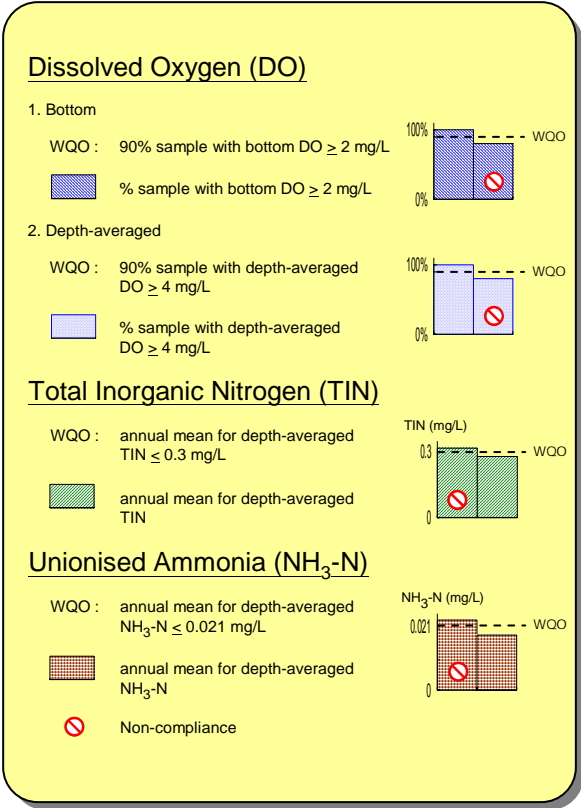 Dissolved Oxygen (DO)
1. Bottom
WQO : 90% sample with bottom DO ≥ 2 mg/L
% sample with bottom DO ≥ 2 mg/L
100%
WQO
0%
2. Depth-averaged
WQO : 90% sample with depth-averaged
DO ≥ 4 mg/L
% sample with depth-averaged
DO ≥ 4 mg/L
100%
WQO
0%
Total Inorganic Nitrogen (TIN)
WQO : annual mean for depth-averaged
TIN ≤ 0.3 mg/L
annual mean for depth-averaged
TIN
TIN (mg/L)
0.3
WQO
0
Unionised Ammonia (NH₃-N)
WQO : annual mean for depth-averaged
NH₃-N ≤ 0.021 mg/L
annual mean for depth-averaged
NH₃-N
NH₃-N (mg/L)
0.021
WQO
0
Non-compliance